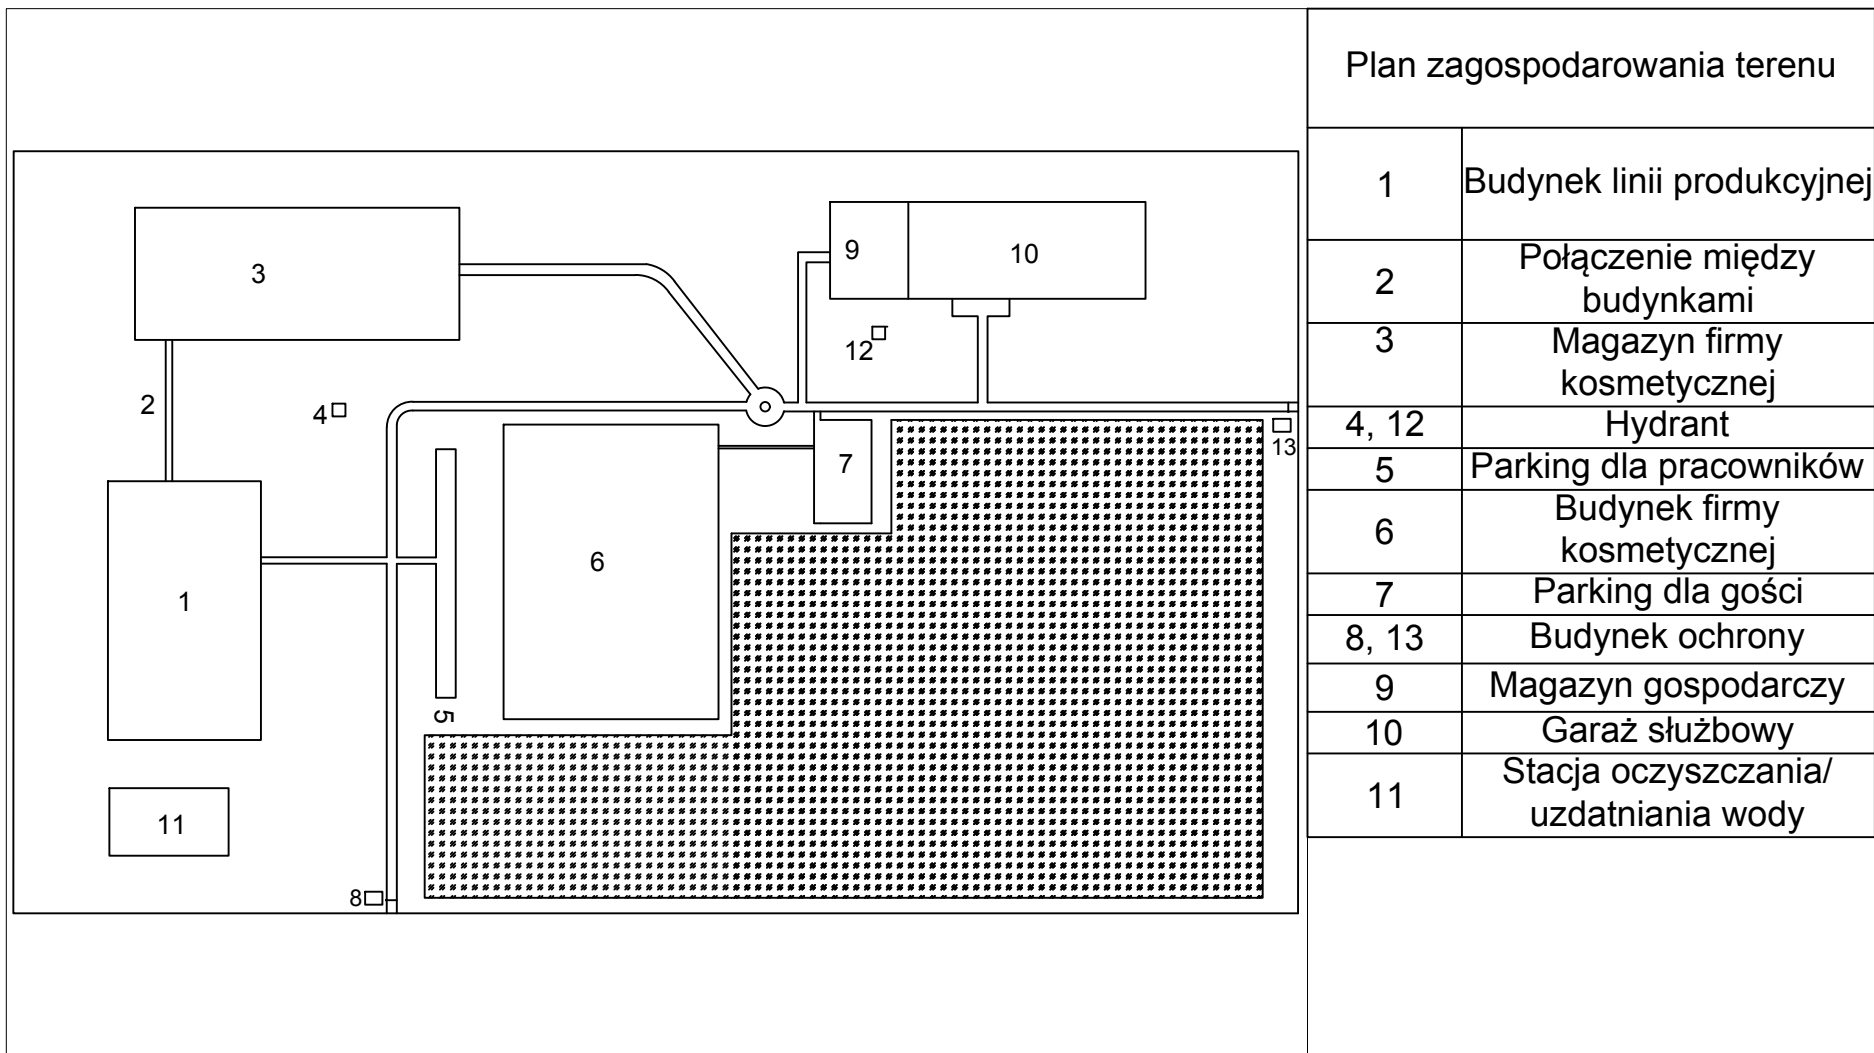 Plan zagospodarowania terenu
1 Budynek linii produkcyjnej
2 Połączenie między
budynkami
3 Magazyn firmy
kosmetycznej
4, 12 Hydrant
5 Parking dla pracowników
6 Budynek firmy
kosmetycznej
7 Parking dla gości
8, 13 Budynek ochrony
9 Magazyn gospodarczy
10 Garaż służbowy
11 Stacja oczyszczania/
uzdatniania wody
3
9
10
12
2
4
13
7
6
1
5
11
8